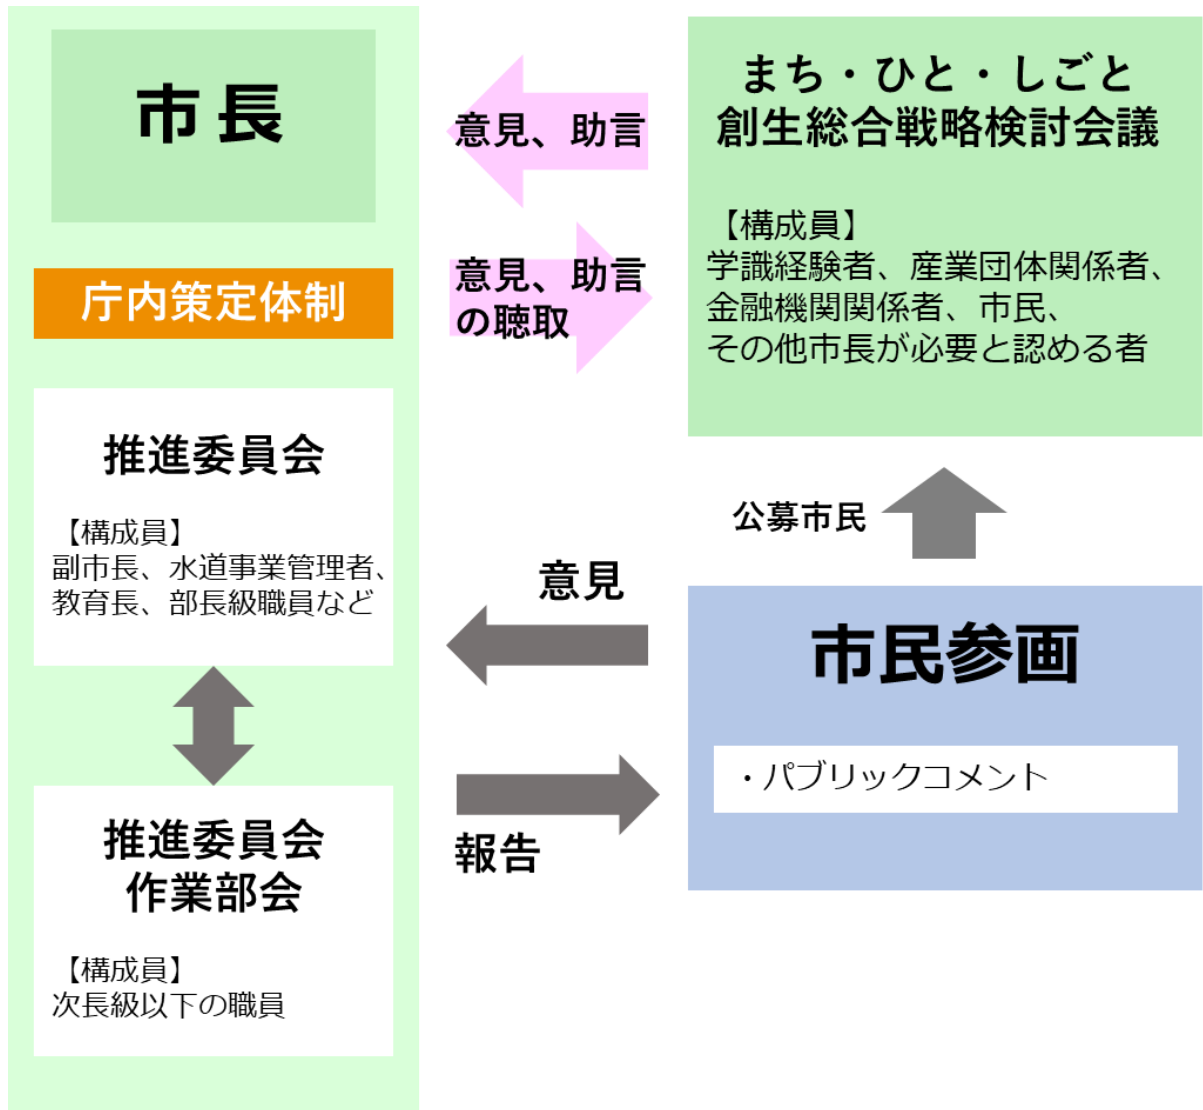 市長
庁内策定体制
推進委員会
【構成員】
副市長、水道事業管理者、
教育長、部長級職員など
推進委員会
作業部会
【構成員】
次長級以下の職員
意見、助言
意見、助言
の聴取
意見
報告
まち・ひと・しごと
創生総合戦略検討会議
【構成員】
学識経験者、産業団体関係者、
金融機関関係者、市民、
その他市長が必要と認める者
公募市民
市民参画
・パブリックコメント